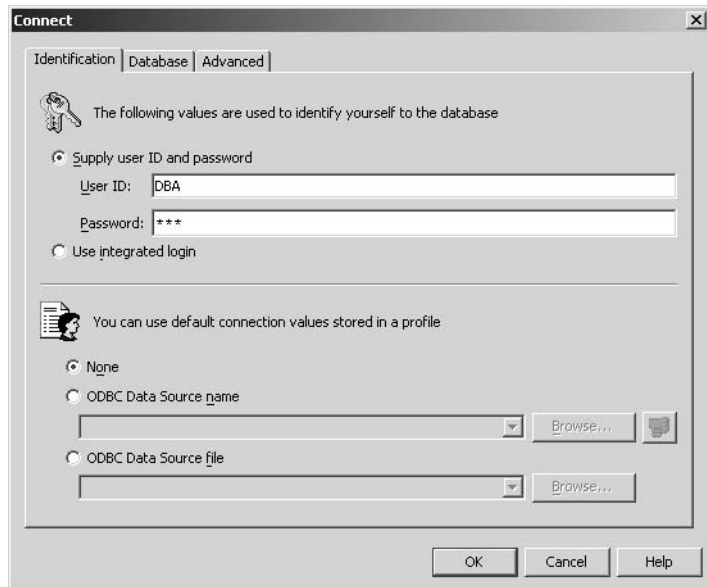 Connect
Identification Database Advanced
The following values are used to identify yourself to the database
Supply user ID and password
User ID: DBA
Password: ***
Use integrated login
You can use default connection values stored in a profile
None
ODBC Data Source name
Browse...
ODBC Data Source file
Browse...
OK Cancel Help